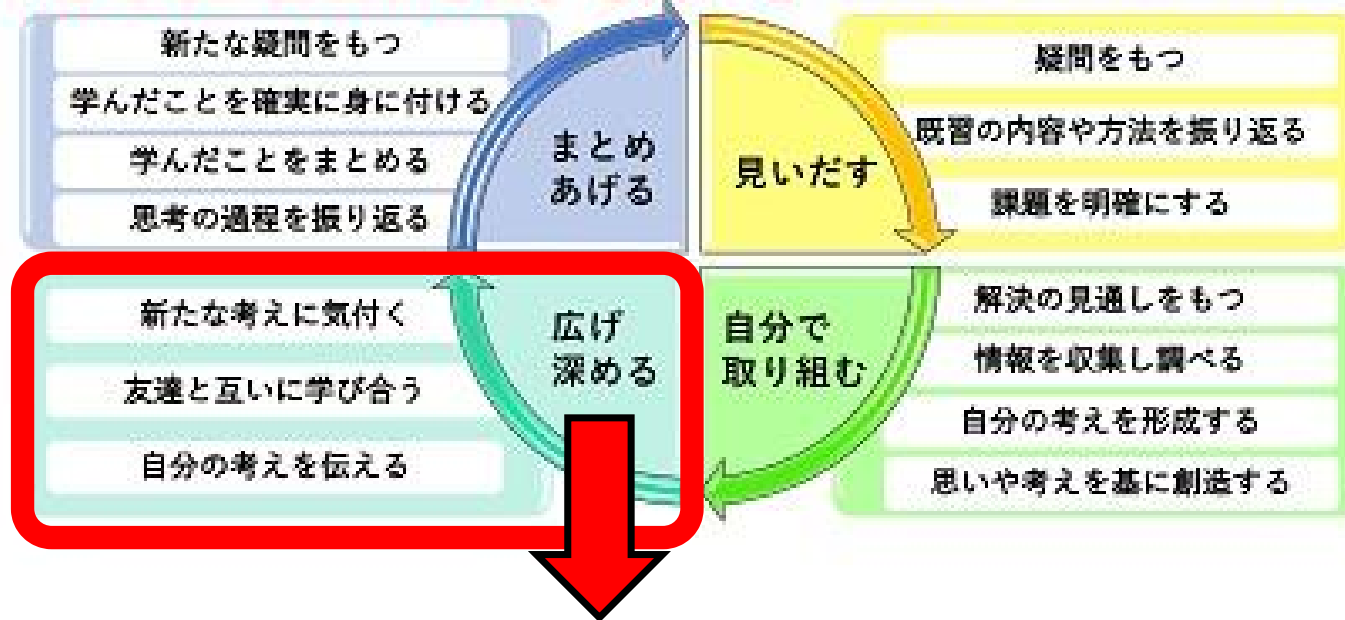 新たな疑問をもつ
学んだことを確実に身に付ける
学んだことをまとめる
思考の過程を振り返る
まとめ
あげる
見いだす
疑問をもつ
既習の内容や方法を振り返る
課題を明確にする
新たな考えに気付く
友達と互いに学び合う
自分の考えを伝える
広げ
深める
自分で
取り組む
解決の見通しをもつ
情報を収集し調べる
自分の考えを形成する
思いや考えを基に創造する